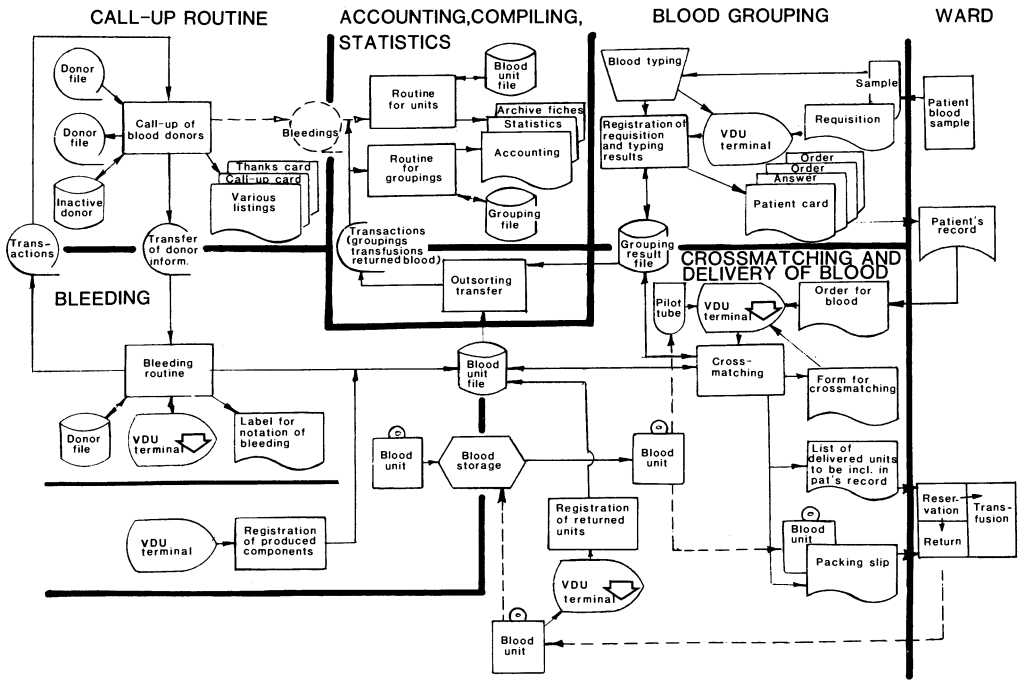 CALL-UP ROUTINE
Donor
file
Donor
file
Inactive
donor
Call-up of
blood donors
Thanks card
Call-up card
Various
listings
Trans-
actions
Transfer
of donor
inform.
Bleedings
ACCOUNTING,COMPILING,
STATISTICS
Routine
for units
Blood
unit
file
Archive fiches
Statistics
Accounting
Routine
for
groupings
Grouping
file
Transactions
(groupings
transfusions
returned blood)
Outsorting
transfer
BLOOD GROUPING
Blood typing
Sample
Registration of
requisition
and typing
results
VDU
terminal
Requisition
Order
Order
Answer
Patient card
Grouping
result
file
WARD
Patient
blood
sample
Patient's
record
BLEEDING
Bleeding
routine
Donor
file
VDU
terminal
Label for
notation of
bleeding
VDU
terminal
Registration
of produced
components
Blood
unit
file
Blood
unit
Blood
storage
Blood
unit
Registration
of returned
units
VDU
terminal
Blood
unit
CROSSMATCHING AND
DELIVERY OF BLOOD
Pilot
tube
VDU
terminal
Order for
blood
Cross-
matching
Form for
crossmatching
List of
delivered units
to be incl. in
pat's record
Blood
unit
Packing slip
Reser-
vation
Return
Trans-
fusion